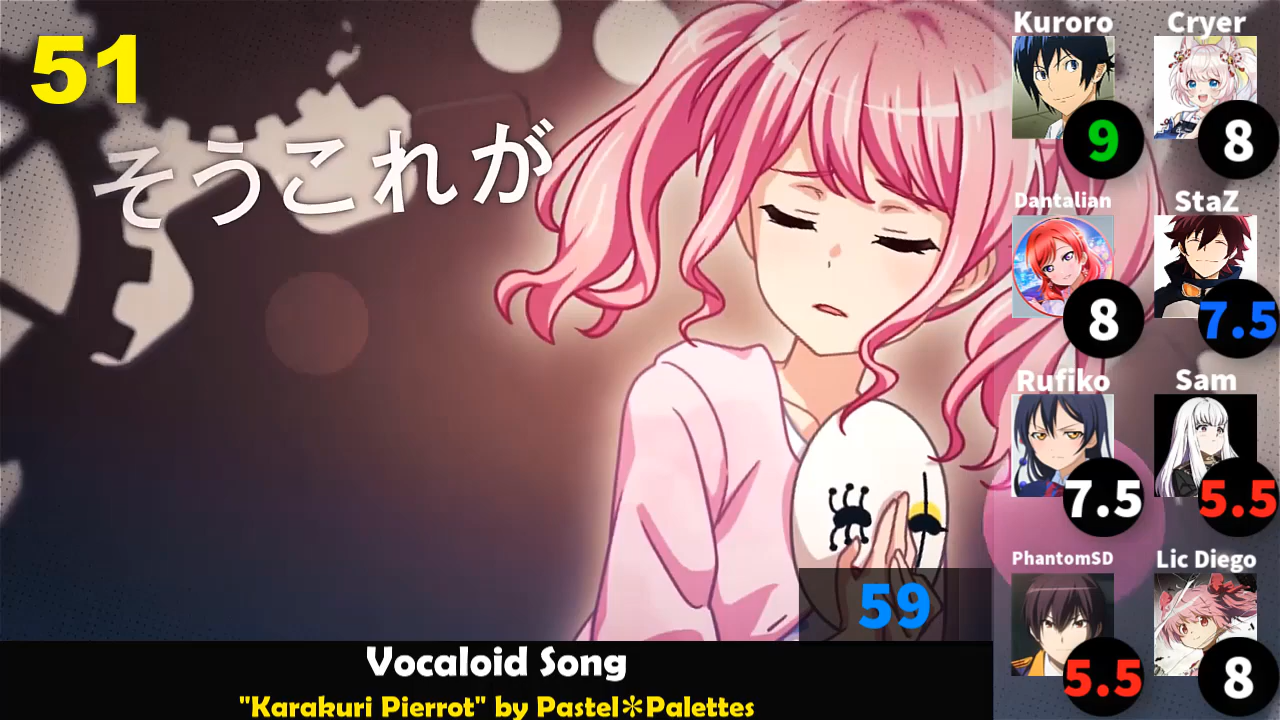 51
そうこれが
Kuroro
Cryer
9
8
Dantalian
StaZ
8
7.5
Rufiko
Sam
7.5
5.5
PhantomSD
Lic Diego
5.5
8
59
Vocaloid Song
"Karakuri Pierrot" by Pastel✽Palettes